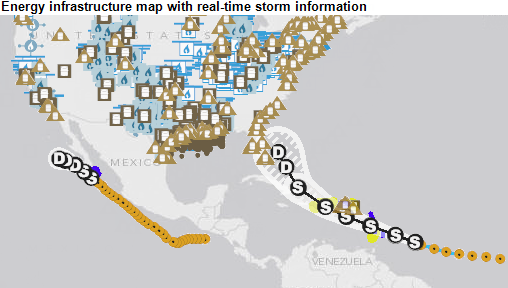 Energy infrastructure map with real-time storm information
UNITED STATES
MEXICO
D D D S S
D
D
S
S
S
S
S
S
VENEZUELA